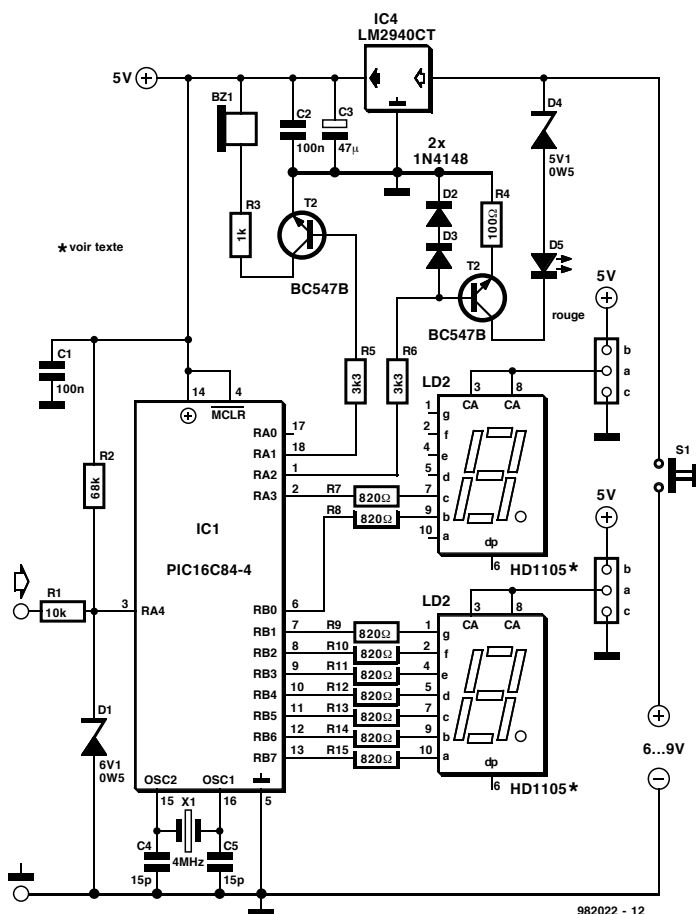 IC4
LM2940CT
5V
BZ1
C2
100n
C3
47µ
2x
1N4148
D4
5V1
0W5
D2
D3
R4
100Ω
R3
1k
T2
BC547B
T2
BC547B
D5
rouge
* voir texte
5V
b
a
c
C1
100n
R5
3k3
R6
3k3
LD2
3
8
CA
CA
1
g
2
f
4
e
5
d
7
c
9
b
10
a
dp
6
HD1105*
14
4
MCLR
RA0
17
RA1
18
RA2
1
RA3
2
R7
820Ω
R8
820Ω
R2
68k
IC1
PIC16C84-4
S1
5V
b
a
c
R1
10k
3
RA4
RB0
6
RB1
7
R9
820Ω
RB2
8
R10
820Ω
RB3
9
R11
820Ω
RB4
10
R12
820Ω
RB5
11
R13
820Ω
RB6
12
R14
820Ω
RB7
13
R15
820Ω
LD2
3
8
CA
CA
1
g
2
f
4
e
5
d
7
c
9
b
10
a
dp
6
HD1105*
D1
6V1
0W5
OSC2
OSC1
15
16
5
X1
4MHz
C4
15p
C5
15p
6...9V
982022 - 12